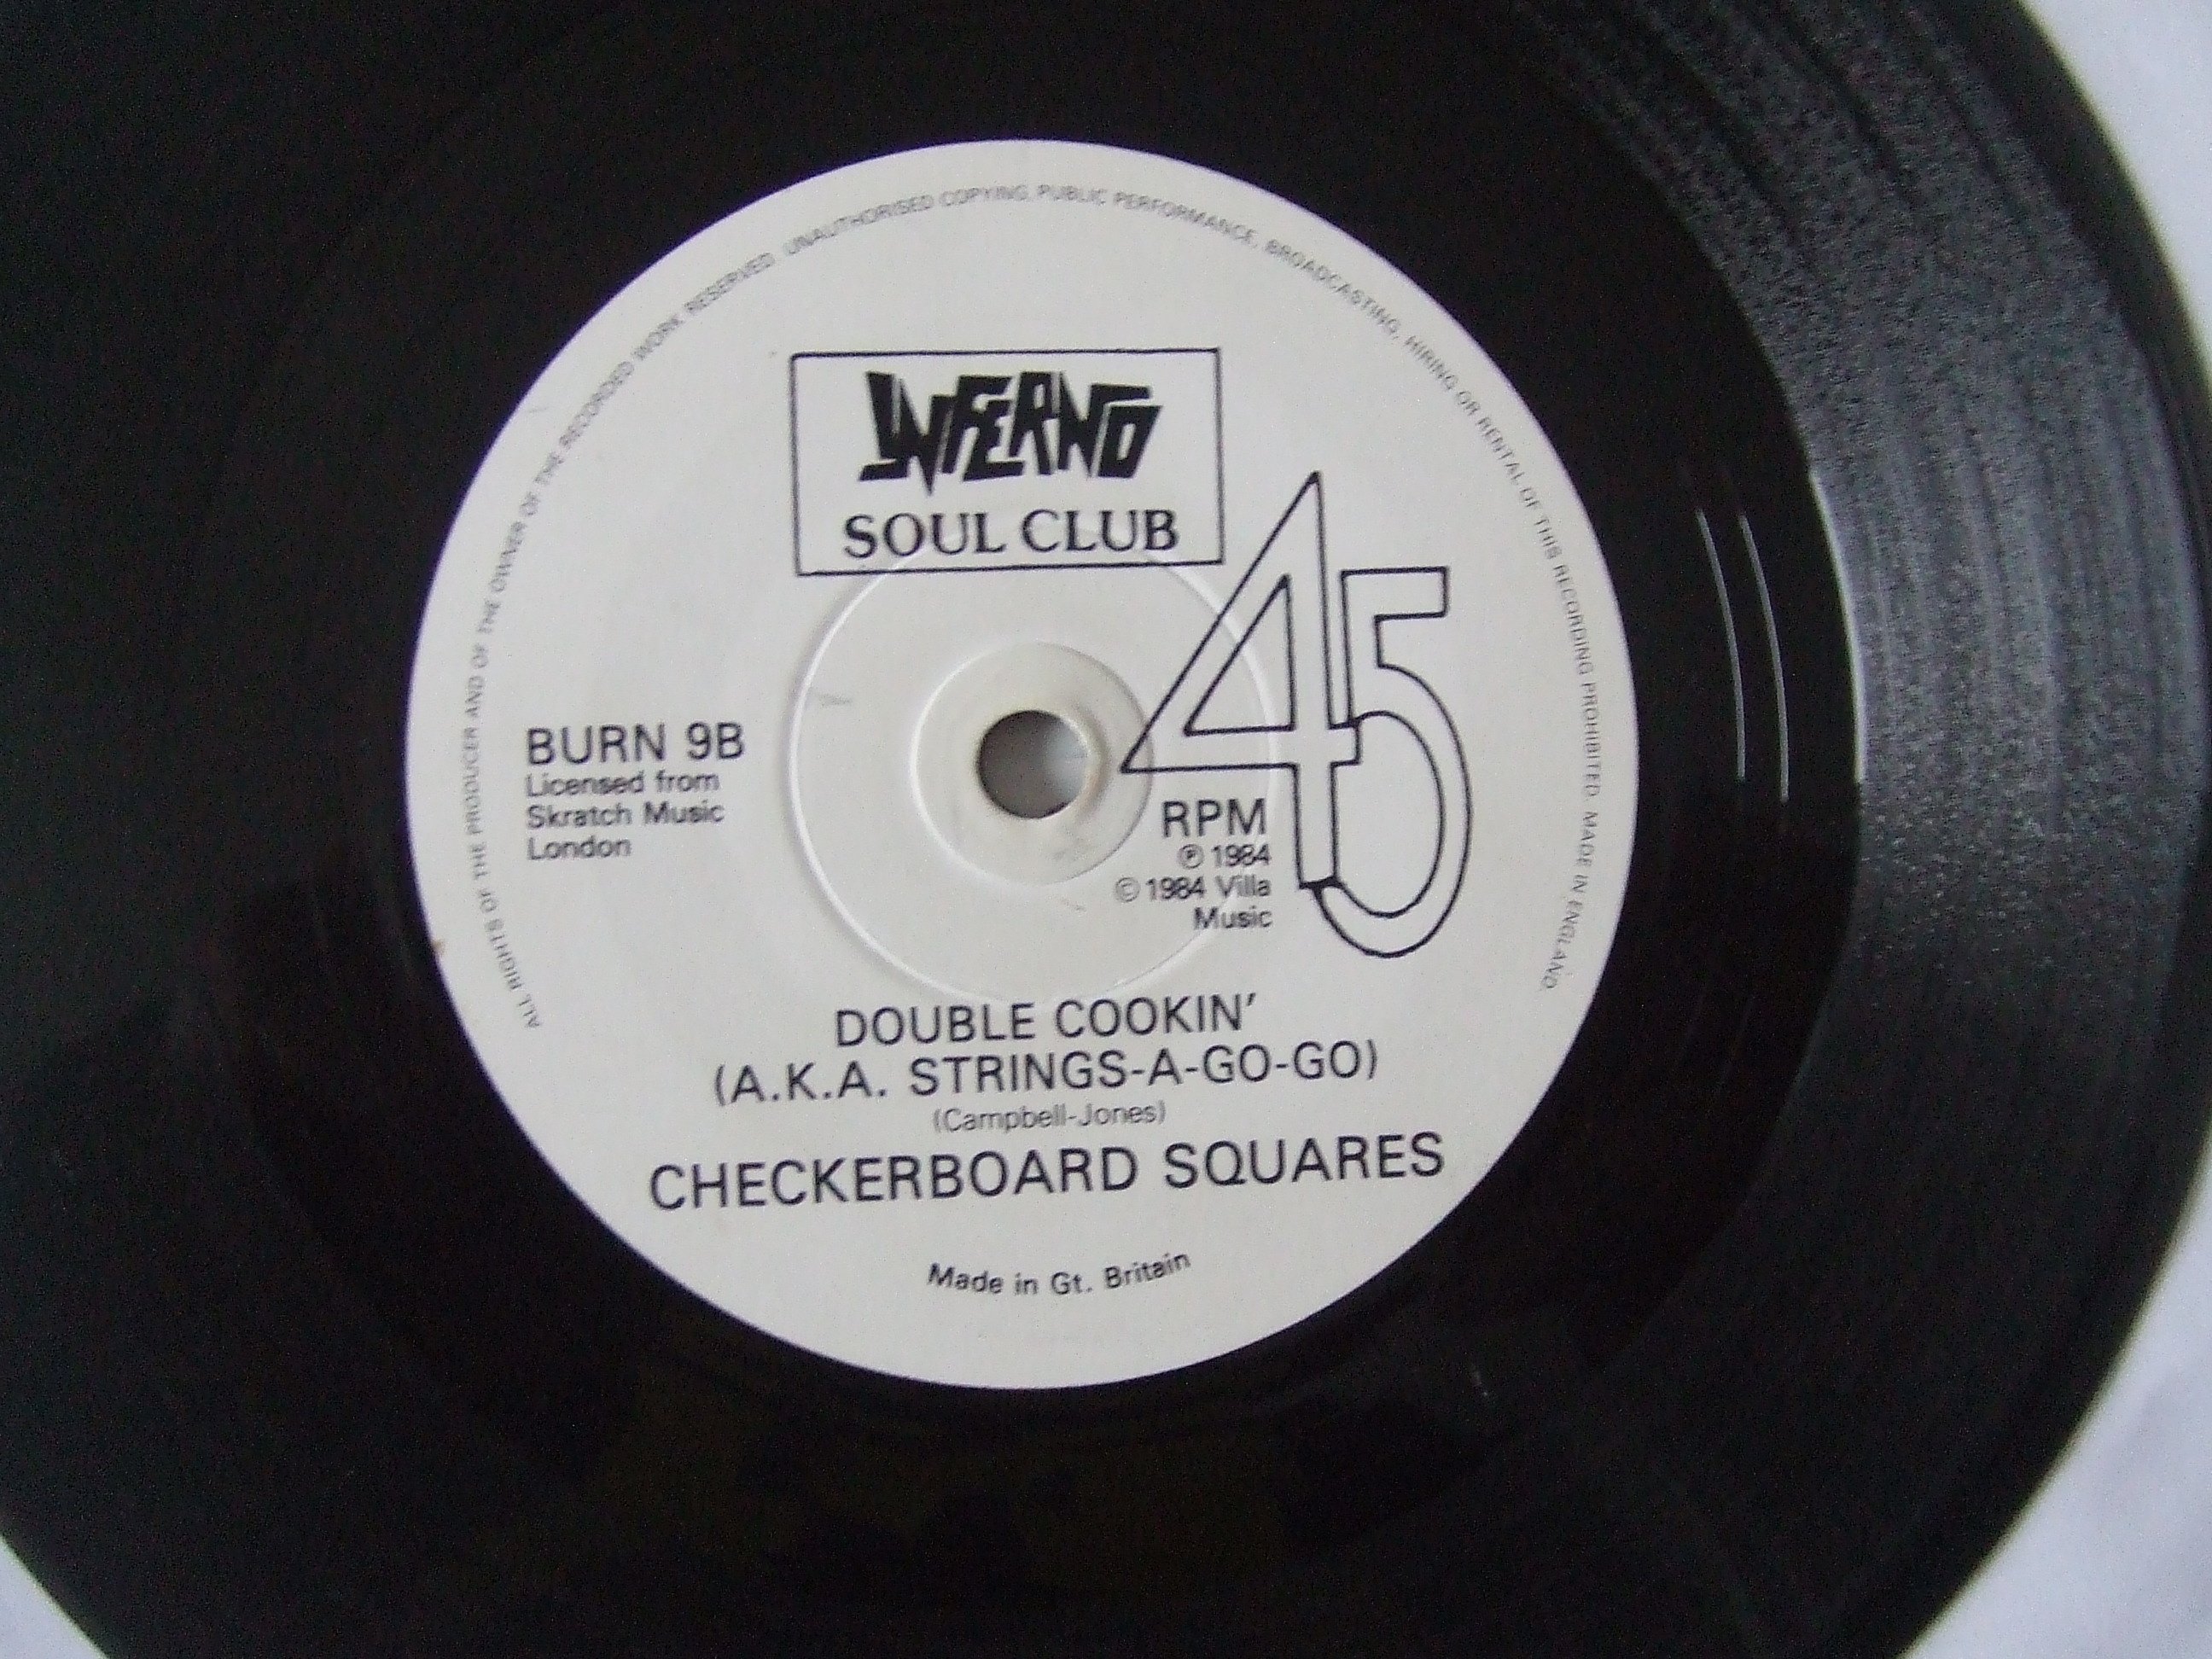 ALL RIGHTS OF THE PRODUCER AND OF THE OWNER OF THE RECORDED WORK RESERVED. UNAUTHORISED COPYING, PUBLIC PERFORMANCE, BROADCASTING, HIRING OR RENTAL OF THIS RECORDING PROHIBITED. MADE IN ENGLAND.
INFERNO
SOUL CLUB
45
RPM
℗ 1984
© 1984 Villa
Music
BURN 9B
Licensed from
Skratch Music
London
DOUBLE COOKIN'
(A.K.A. STRINGS-A-GO-GO)
(Campbell-Jones)
CHECKERBOARD SQUARES
Made in Gt. Britain